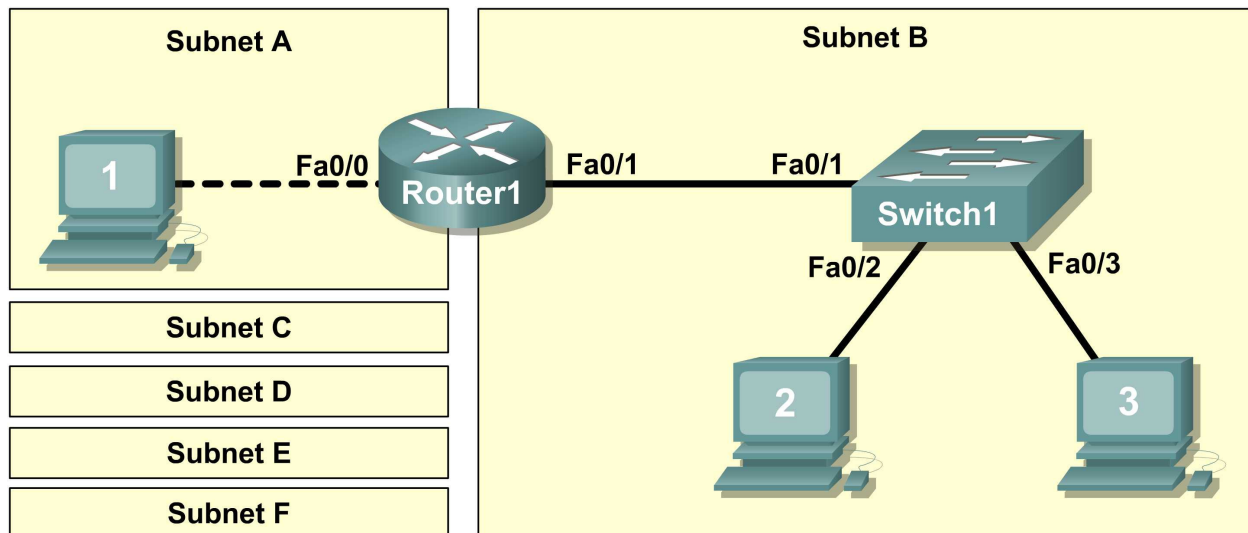 Subnet A
Subnet B
1
Fa0/0
Router1
Fa0/1
Fa0/1
Switch1
Fa0/2
Fa0/3
Subnet C
Subnet D
2
3
Subnet E
Subnet F